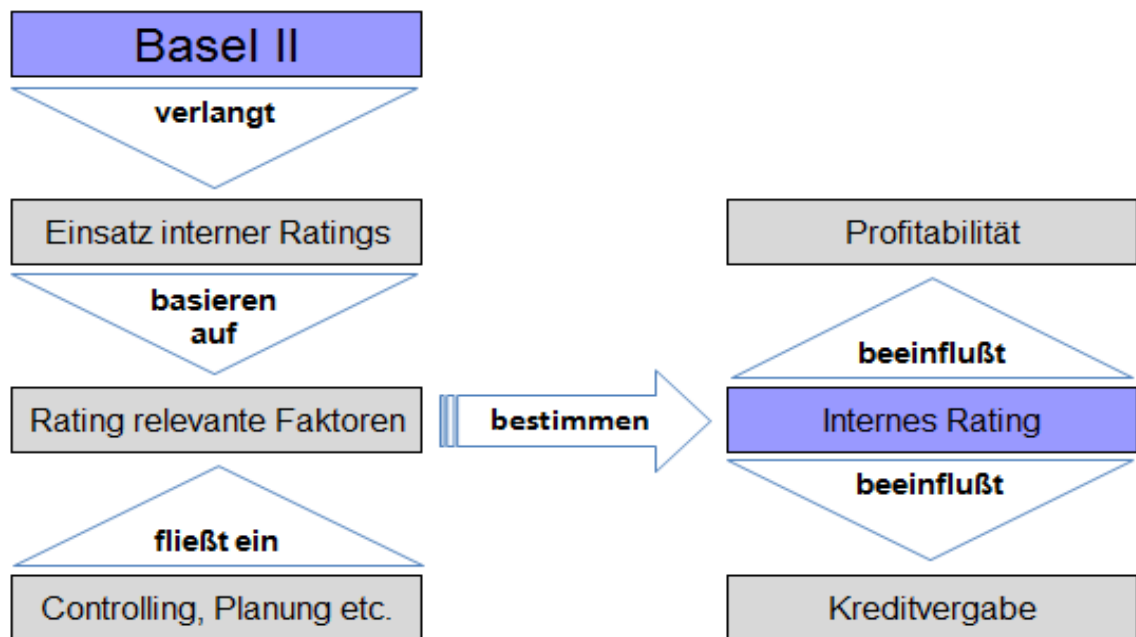 Basel II
verlangt
Einsatz interner Ratings
basieren
auf
Rating relevante Faktoren
fließt ein
Controlling, Planung etc.
bestimmen
Profitabilität
beeinflußt
Internes Rating
beeinflußt
Kreditvergabe